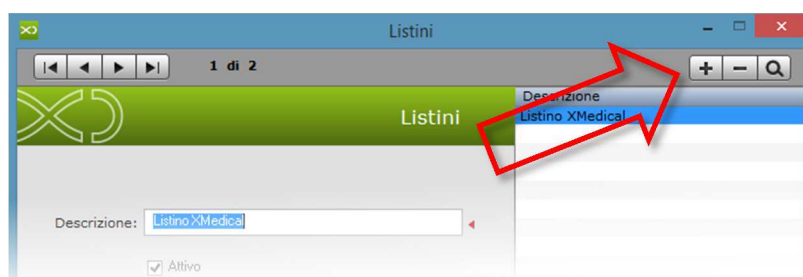 Listini
1 di 2
Listini
Descrizione
Listino XMedical
Descrizione: Listino XMedical
Attivo